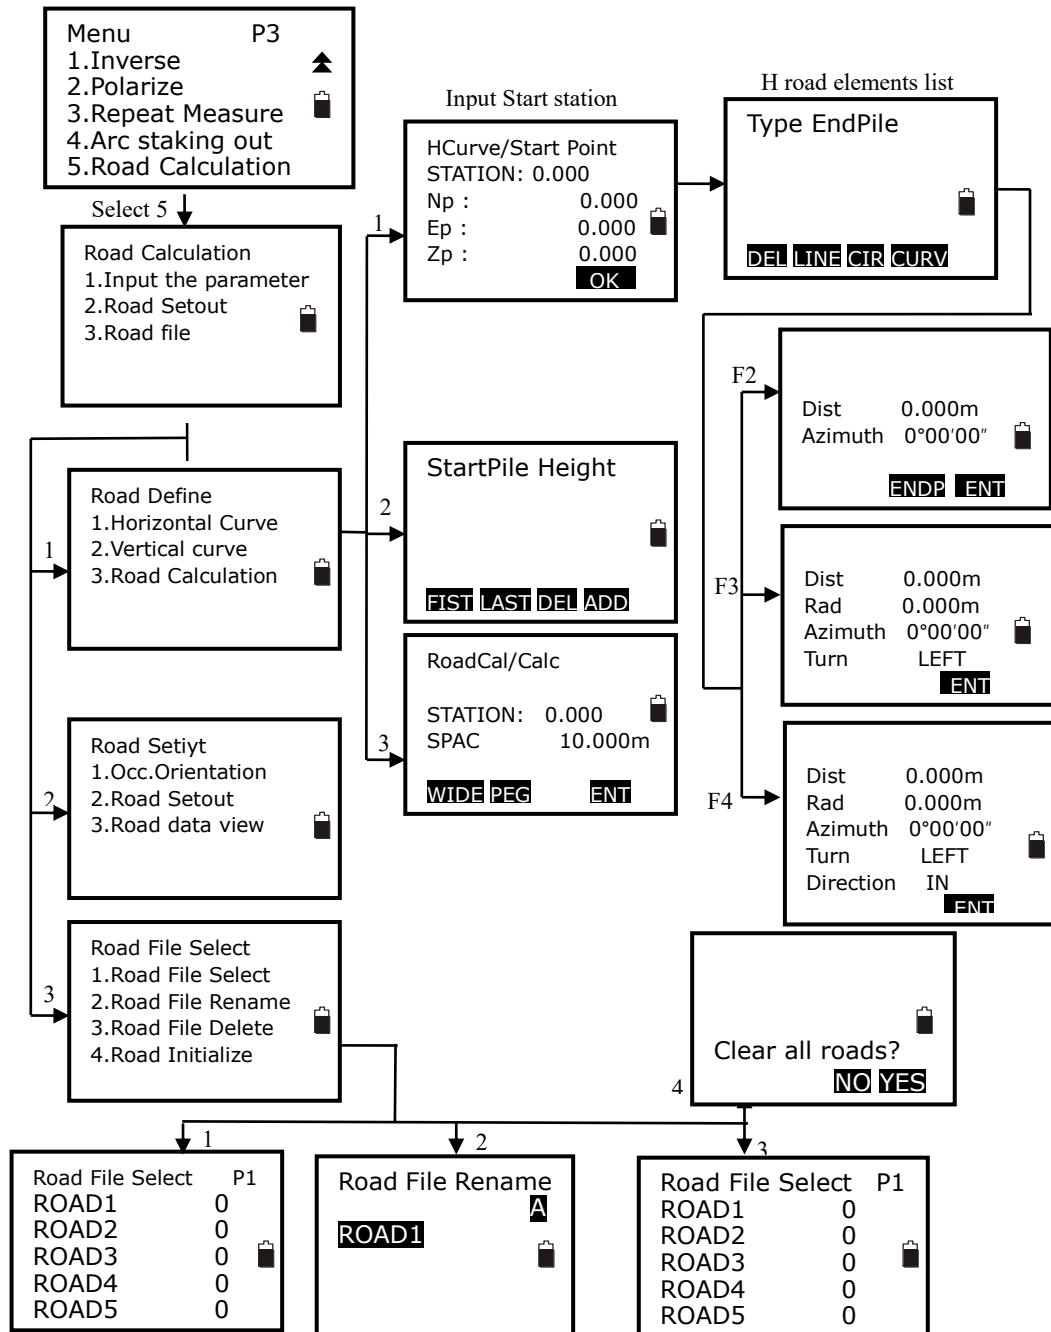 Menu P3
1.Inverse
2.Polarize
3.Repeat Measure
4.Arc staking out
5.Road Calculation
Select 5
Road Calculation
1.Input the parameter
2.Road Setout
3.Road file
Input Start station
1
HCurve/Start Point
STATION: 0.000
Np : 0.000
Ep : 0.000
Zp : 0.000
OK
H road elements list
Type EndPile
DEL LINE CIR CURV
F2
Dist 0.000m
Azimuth 0°00′00″
ENDP ENT
F3
Dist 0.000m
Rad 0.000m
Azimuth 0°00′00″
Turn LEFT
ENT
F4
Dist 0.000m
Rad 0.000m
Azimuth 0°00′00″
Turn LEFT
Direction IN
ENT
1
Road Define
1.Horizontal Curve
2.Vertical curve
3.Road Calculation
2
StartPile Height
FIST LAST DEL ADD
3
RoadCal/Calc
STATION: 0.000
SPAC 10.000m
WIDE PEG ENT
2
Road Setiyt
1.Occ.Orientation
2.Road Setout
3.Road data view
3
Road File Select
1.Road File Select
2.Road File Rename
3.Road File Delete
4.Road Initialize
4
Clear all roads?
NO YES
1
Road File Select P1
ROAD1 0
ROAD2 0
ROAD3 0
ROAD4 0
ROAD5 0
2
Road File Rename
A
ROAD1
3
Road File Select P1
ROAD1 0
ROAD2 0
ROAD3 0
ROAD4 0
ROAD5 0